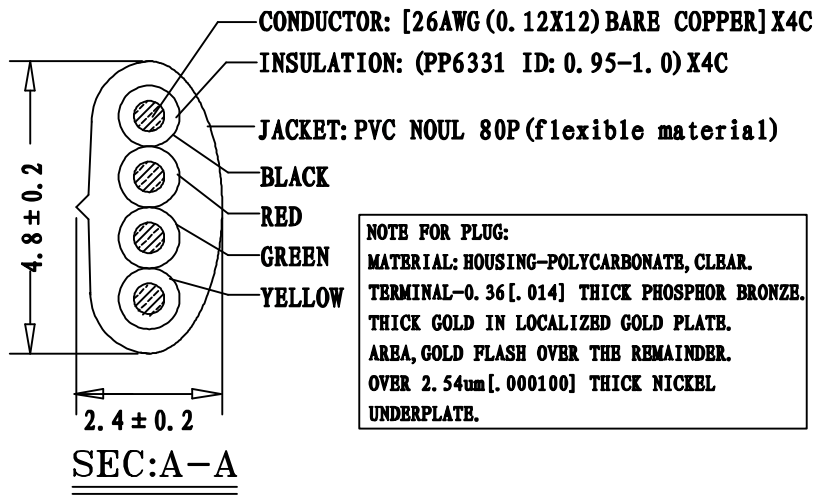 CONDUCTOR: [26AWG(0.12X12)BARE COPPER]X4C
INSULATION: (PP6331 ID:0.95-1.0)X4C
JACKET: PVC NOUL 80P(flexible material)
BLACK
RED
GREEN
YELLOW
4.8±0.2
2.4±0.2
SEC:A-A
NOTE FOR PLUG:
MATERIAL:HOUSING-POLYCARBONATE,CLEAR.
TERMINAL-0.36[.014] THICK PHOSPHOR BRONZE.
THICK GOLD IN LOCALIZED GOLD PLATE.
AREA,GOLD FLASH OVER THE REMAINDER.
OVER 2.54um[.000100] THICK NICKEL
UNDERPLATE.